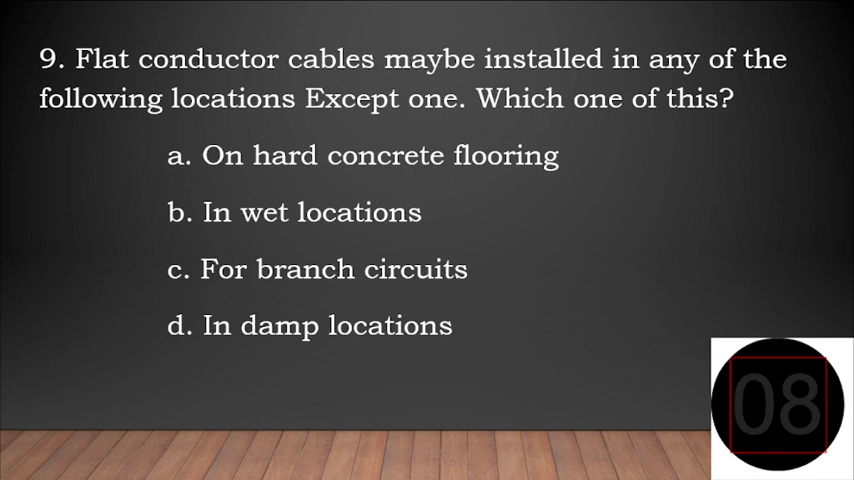 9. Flat conductor cables maybe installed in any of the
following locations Except one. Which one of this?
a. On hard concrete flooring
b. In wet locations
c. For branch circuits
d. In damp locations
08